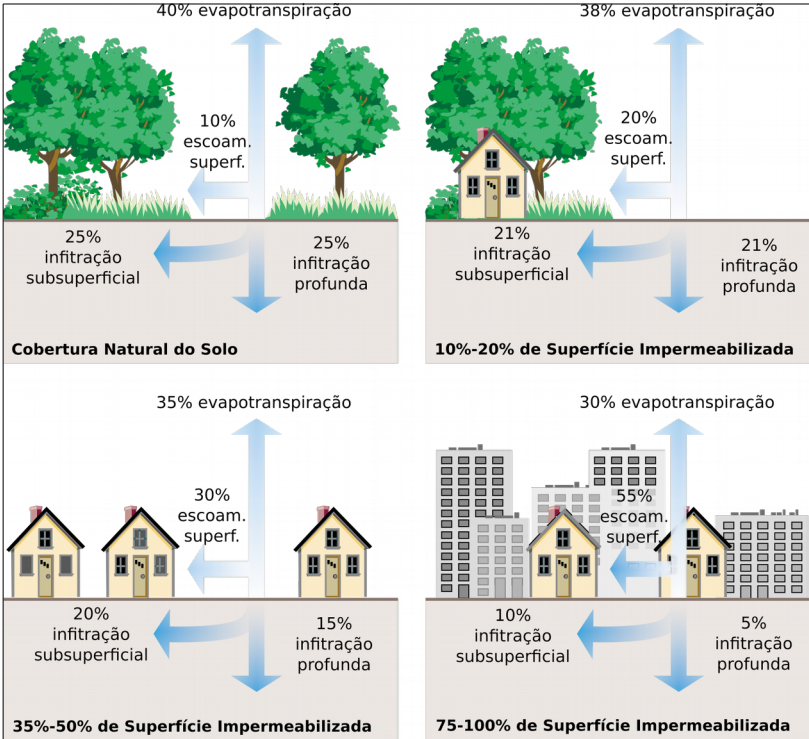 40% evapotranspiração
10%
escoam.
superf.
25%
infitração
subsuperficial
25%
infitração
profunda
Cobertura Natural do Solo
38% evapotranspiração
20%
escoam.
superf.
21%
infitração
subsuperficial
21%
infitração
profunda
10%-20% de Superfície Impermeabilizada
35% evapotranspiração
30%
escoam.
superf.
20%
infitração
subsuperficial
15%
infitração
profunda
35%-50% de Superfície Impermeabilizada
30% evapotranspiração
55%
escoam.
superf.
10%
infitração
subsuperficial
5%
infitração
profunda
75-100% de Superfície Impermeabilizada